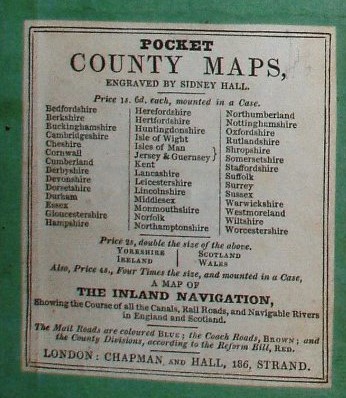 POCKET
COUNTY MAPS,
ENGRAVED BY SIDNEY HALL.
Price 1s. 6d. each, mounted in a Case.
Bedfordshire
Berkshire
Buckinghamshire
Cambridgeshire
Cheshire
Cornwall
Cumberland
Derbyshire
Devonshire
Dorsetshire
Durham
Essex
Gloucestershire
Hampshire
Herefordshire
Hertfordshire
Huntingdonshire
Isle of Wight
Isles of Man
Jersey & Guernsey }
Kent
Lancashire
Leicestershire
Lincolnshire
Middlesex
Monmouthshire
Norfolk
Northamptonshire
Northumberland
Nottinghamshire
Oxfordshire
Rutlandshire
Shropshire
Somersetshire
Staffordshire
Suffolk
Surrey
Sussex
Warwickshire
Westmoreland
Wiltshire
Worcestershire
Price 2s, double the size of the above.
YORKSHIRE
IRELAND
SCOTLAND
WALES
Also, Price 4s., Four Times the size, and mounted in a Case,
A MAP OF
THE INLAND NAVIGATION,
Showing the Course of all the Canals, Rail Roads, and Navigable Rivers
in England and Scotland.
The Mail Roads are coloured BLUE; the Coach Roads, BROWN; and
the County Divisions, according to the Reform Bill, RED.
LONDON: CHAPMAN AND HALL, 186, STRAND.